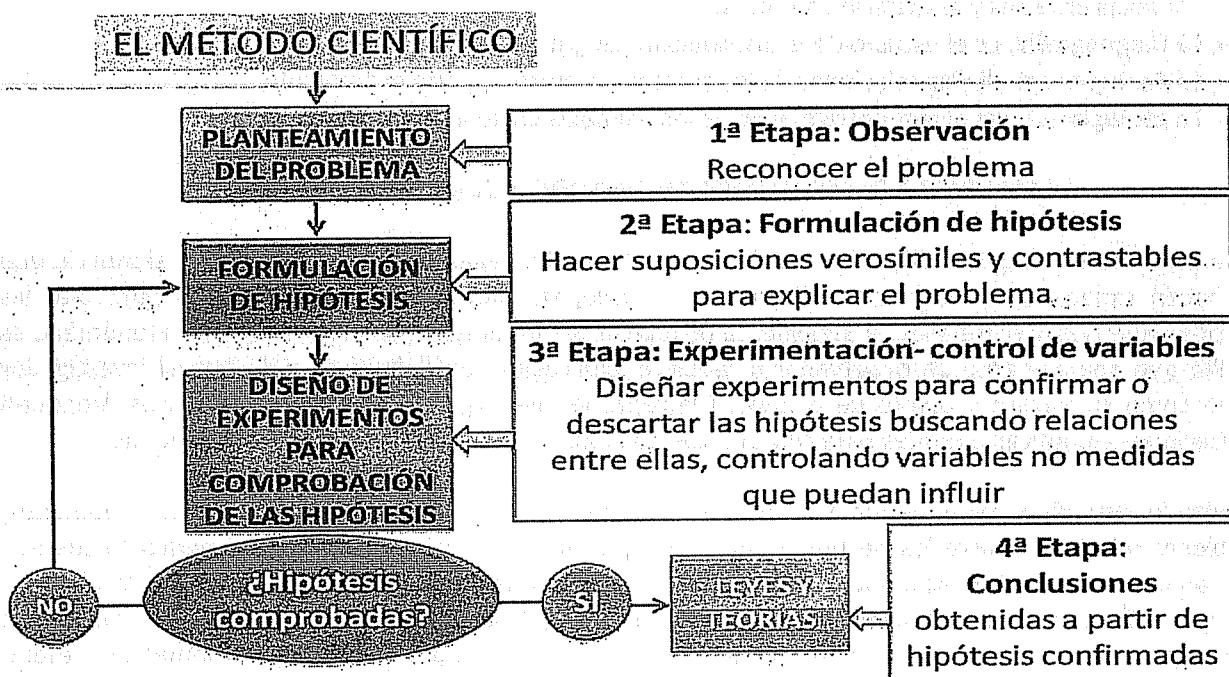 EL MÉTODO CIENTÍFICO
PLANTEAMIENTO
DEL PROBLEMA
1ª Etapa: Observación
Reconocer el problema
FORMULACIÓN
DE HIPÓTESIS
2ª Etapa: Formulación de hipótesis
Hacer suposiciones verosímiles y contrastables
para explicar el problema
DISEÑO DE
EXPERIMENTOS
PARA
COMPROBACIÓN
DE LAS HIPÓTESIS
3ª Etapa: Experimentación- control de variables
Diseñar experimentos para confirmar o
descartar las hipótesis buscando relaciones
entre ellas, controlando variables no medidas
que puedan influir
¿Hipótesis
comprobadas?
NO
SI
LEYES Y
TEORIAS
4ª Etapa:
Conclusiones
obtenidas a partir de
hipótesis confirmadas